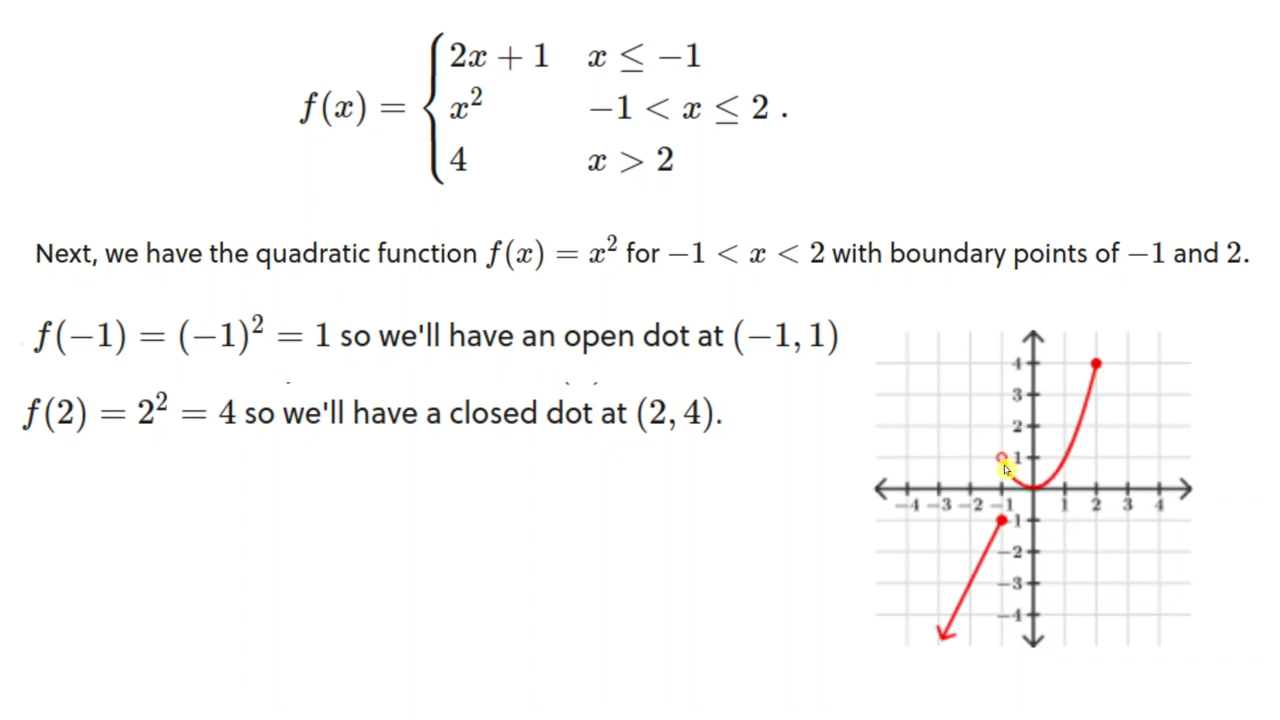 f(x) = { 2x + 1 x ≤ −1
x² −1 < x ≤ 2 .
4 x > 2
Next, we have the quadratic function f(x) = x² for −1 < x < 2 with boundary points of −1 and 2.
f(−1) = (−1)² = 1 so we'll have an open dot at (−1, 1)
f(2) = 2² = 4 so we'll have a closed dot at (2, 4).
4
3
2
1
−4 −3 −2 −1 1 2 3 4
−1
−2
−3
−4